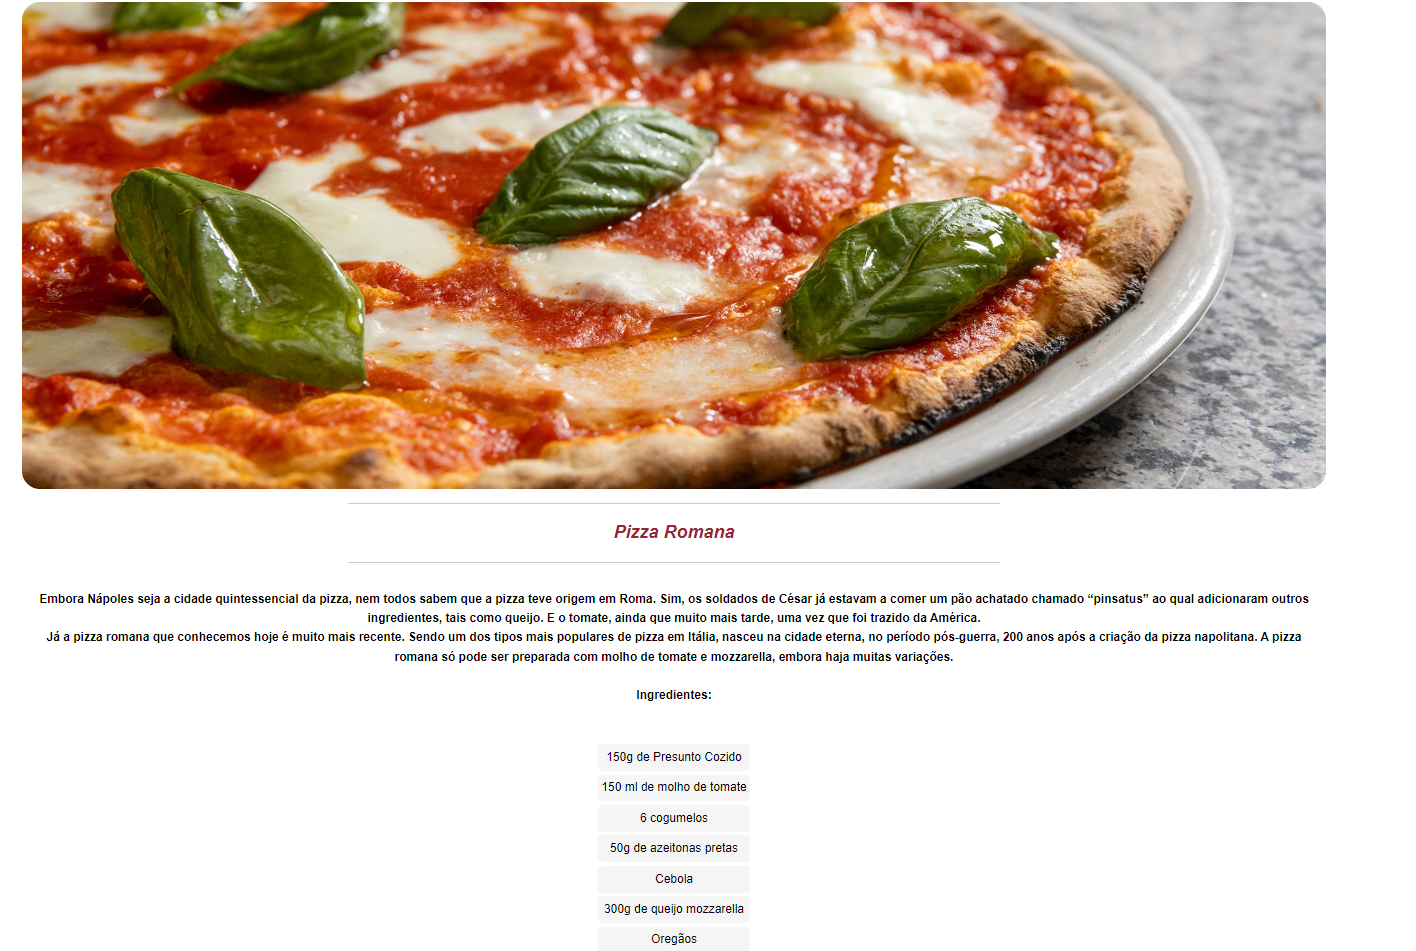 Pizza Romana
Embora Nápoles seja a cidade quintessencial da pizza, nem todos sabem que a pizza teve origem em Roma. Sim, os soldados de César já estavam a comer um pão achatado chamado “pinsatus” ao qual adicionaram outros
ingredientes, tais como queijo. E o tomate, ainda que muito mais tarde, uma vez que foi trazido da América.
Já a pizza romana que conhecemos hoje é muito mais recente. Sendo um dos tipos mais populares de pizza em Itália, nasceu na cidade eterna, no período pós-guerra, 200 anos após a criação da pizza napolitana. A pizza
romana só pode ser preparada com molho de tomate e mozzarella, embora haja muitas variações.
Ingredientes:
150g de Presunto Cozido
150 ml de molho de tomate
6 cogumelos
50g de azeitonas pretas
Cebola
300g de queijo mozzarella
Oregãos